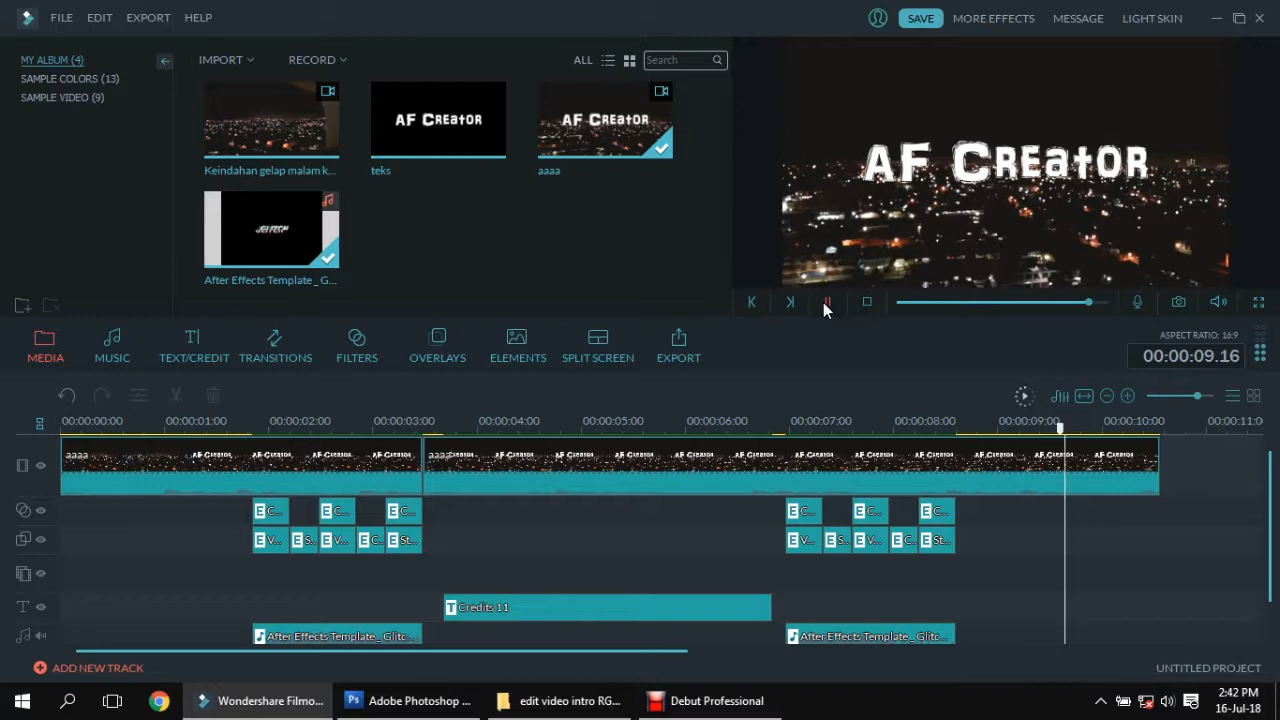 FILE EDIT EXPORT HELP SAVE MORE EFFECTS MESSAGE LIGHT SKIN
MY ALBUM (4)
SAMPLE COLORS (13)
SAMPLE VIDEO (9)
IMPORT RECORD ALL Search
AF Creator AF Creator
Keindahan gelap malam k... teks aaaa
After Effects Template _ G...
AF Creator
MEDIA MUSIC TEXT/CREDIT TRANSITIONS FILTERS OVERLAYS ELEMENTS SPLIT SCREEN EXPORT
ASPECT RATIO: 16:9
00:00:09.16
00:00:00:00 00:00:01:00 00:00:02:00 00:00:03:00 00:00:04:00 00:00:05:00 00:00:06:00 00:00:07:00 00:00:08:00 00:00:09:00 00:00:10:00 00:00:11:0
aaaa AF Creator AF Creator AF Creator AF Creator AF Creator AF Creator AF Creator AF Creator AF Creator AF Creator AF Creator AF Creator AF Creator AF Creator AF Creator
E C... E C... E C... E C... E C... E C...
E V... E S... E V... E C... E St... E V... E S... E V... E C... E St...
T Credits 11
After Effects Template _ Glitc... After Effects Template _ Glitc...
ADD NEW TRACK UNTITLED PROJECT
Wondershare Filmo... Ps Adobe Photoshop ... edit video intro RG... Debut Professional
2:42 PM
16-Jul-18